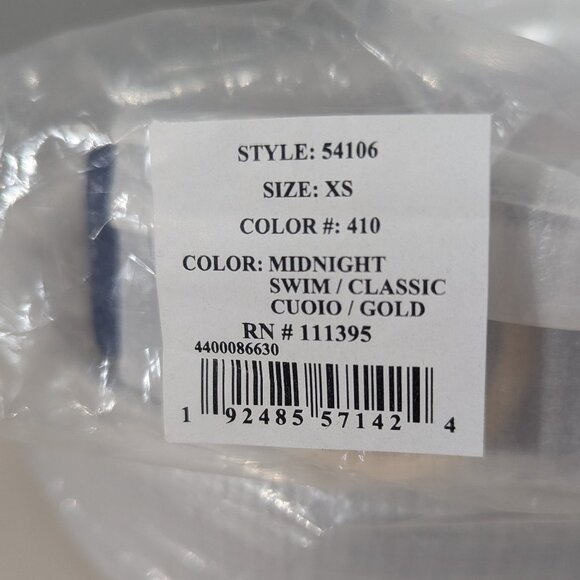 STYLE: 54106
SIZE: XS
COLOR #: 410
COLOR: MIDNIGHT
SWIM / CLASSIC
CUOIO / GOLD
RN # 111395
4400086630
1 92485 57142 4